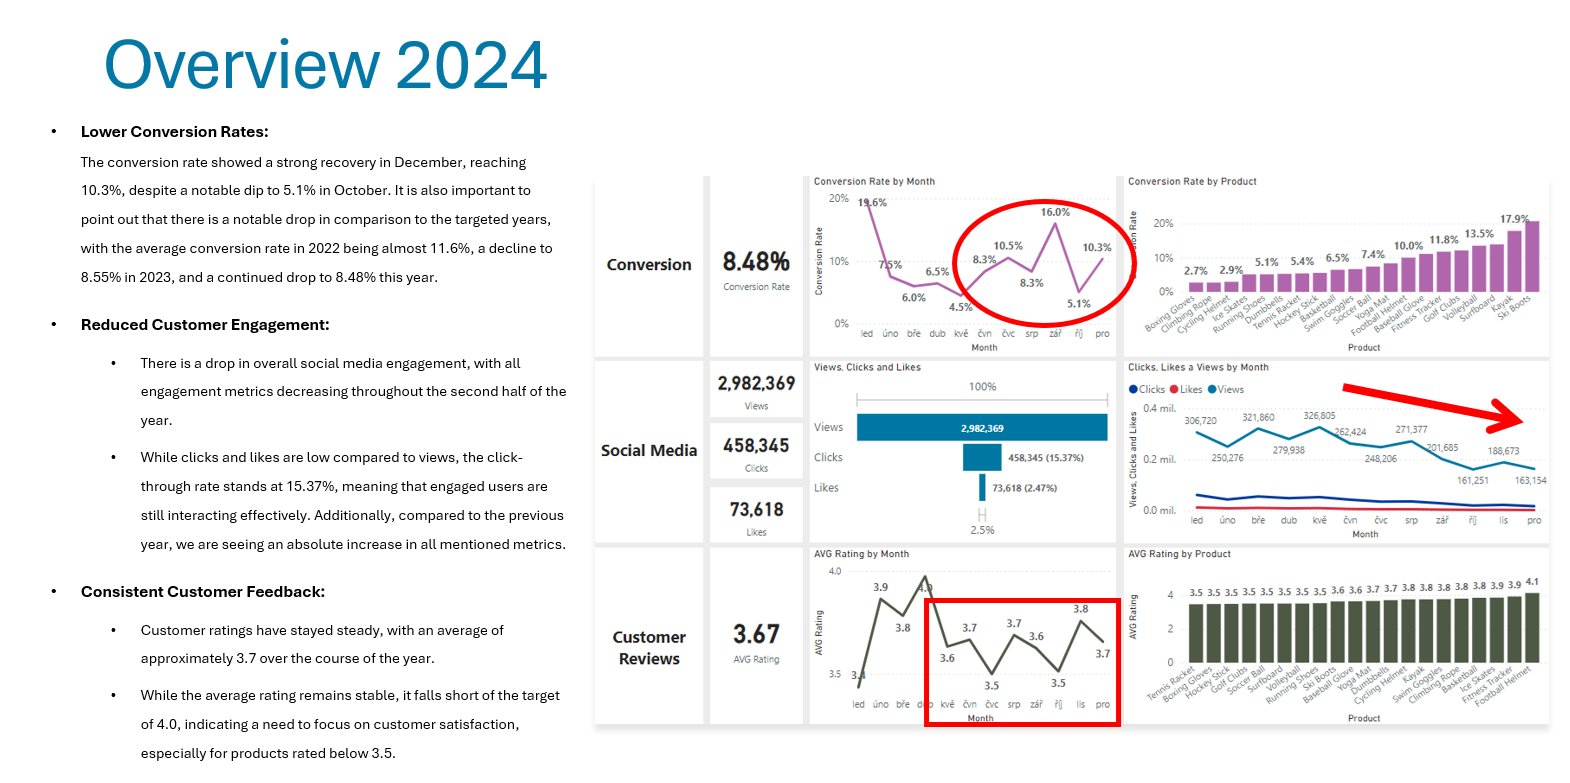 Overview 2024
• Lower Conversion Rates:
The conversion rate showed a strong recovery in December, reaching
10.3%, despite a notable dip to 5.1% in October. It is also important to
point out that there is a notable drop in comparison to the targeted years,
with the average conversion rate in 2022 being almost 11.6%, a decline to
8.55% in 2023, and a continued drop to 8.48% this year.
• Reduced Customer Engagement:
• There is a drop in overall social media engagement, with all
engagement metrics decreasing throughout the second half of the
year.
• While clicks and likes are low compared to views, the click-
through rate stands at 15.37%, meaning that engaged users are
still interacting effectively. Additionally, compared to the previous
year, we are seeing an absolute increase in all mentioned metrics.
• Consistent Customer Feedback:
• Customer ratings have stayed steady, with an average of
approximately 3.7 over the course of the year.
• While the average rating remains stable, it falls short of the target
of 4.0, indicating a need to focus on customer satisfaction,
especially for products rated below 3.5.
Conversion
8.48%
Conversion Rate
Conversion Rate by Month
Conversion Rate
20%
10%
0%
19.6%
7.5%
6.0%
6.5%
4.5%
8.3%
10.5%
8.3%
16.0%
5.1%
10.3%
led úno bře dub kvě čvn čvc srp zář říj pro
Month
Conversion Rate by Product
20%
10%
0%
2.7% 2.9% 5.1% 5.4% 6.5% 7.4% 10.0% 11.8% 13.5% 17.9%
Boxing Gloves
Climbing Rope
Cycling Helmet
Ice Skates
Running Shoes
Dumbbells
Tennis Racket
Hockey Stick
Basketball
Swim Goggles
Soccer Ball
Yoga Mat
Football Helmet
Baseball Glove
Fitness Tracker
Golf Clubs
Volleyball
Surfboard
Kayak
Ski Boots
Product
Social Media
2,982,369
Views
458,345
Clicks
73,618
Likes
Views, Clicks and Likes
100%
Views 2,982,369
Clicks 458,345 (15.37%)
Likes 73,618 (2.47%)
2.5%
Clicks, Likes a Views by Month
Clicks Likes Views
Views, Clicks and Likes
0.4 mil.
0.2 mil.
0.0 mil.
306,720
250,276
321,860
279,938
326,805
262,424
248,206
271,377
201,685
161,251
188,673
163,154
led úno bře dub kvě čvn čvc srp zář říj lis pro
Month
Customer
Reviews
3.67
AVG Rating
AVG Rating by Month
AVG Rating
4.0
3.5
3.4
3.9
3.8
4.0
3.6
3.7
3.5
3.7
3.6
3.5
3.8
3.7
led úno bře dub kvě čvn čvc srp zář říj lis pro
Month
AVG Rating by Product
AVG Rating
4
2
0
3.5 3.5 3.5 3.5 3.5 3.5 3.5 3.5 3.6 3.6 3.7 3.7 3.8 3.8 3.8 3.8 3.8 3.9 3.9 4.1
Tennis Racket
Boxing Gloves
Hockey Stick
Golf Clubs
Soccer Ball
Surfboard
Volleyball
Running Shoes
Ski Boots
Baseball Glove
Yoga Mat
Dumbbells
Cycling Helmet
Kayak
Swim Goggles
Climbing Rope
Basketball
Ice Skates
Fitness Tracker
Football Helmet
Product